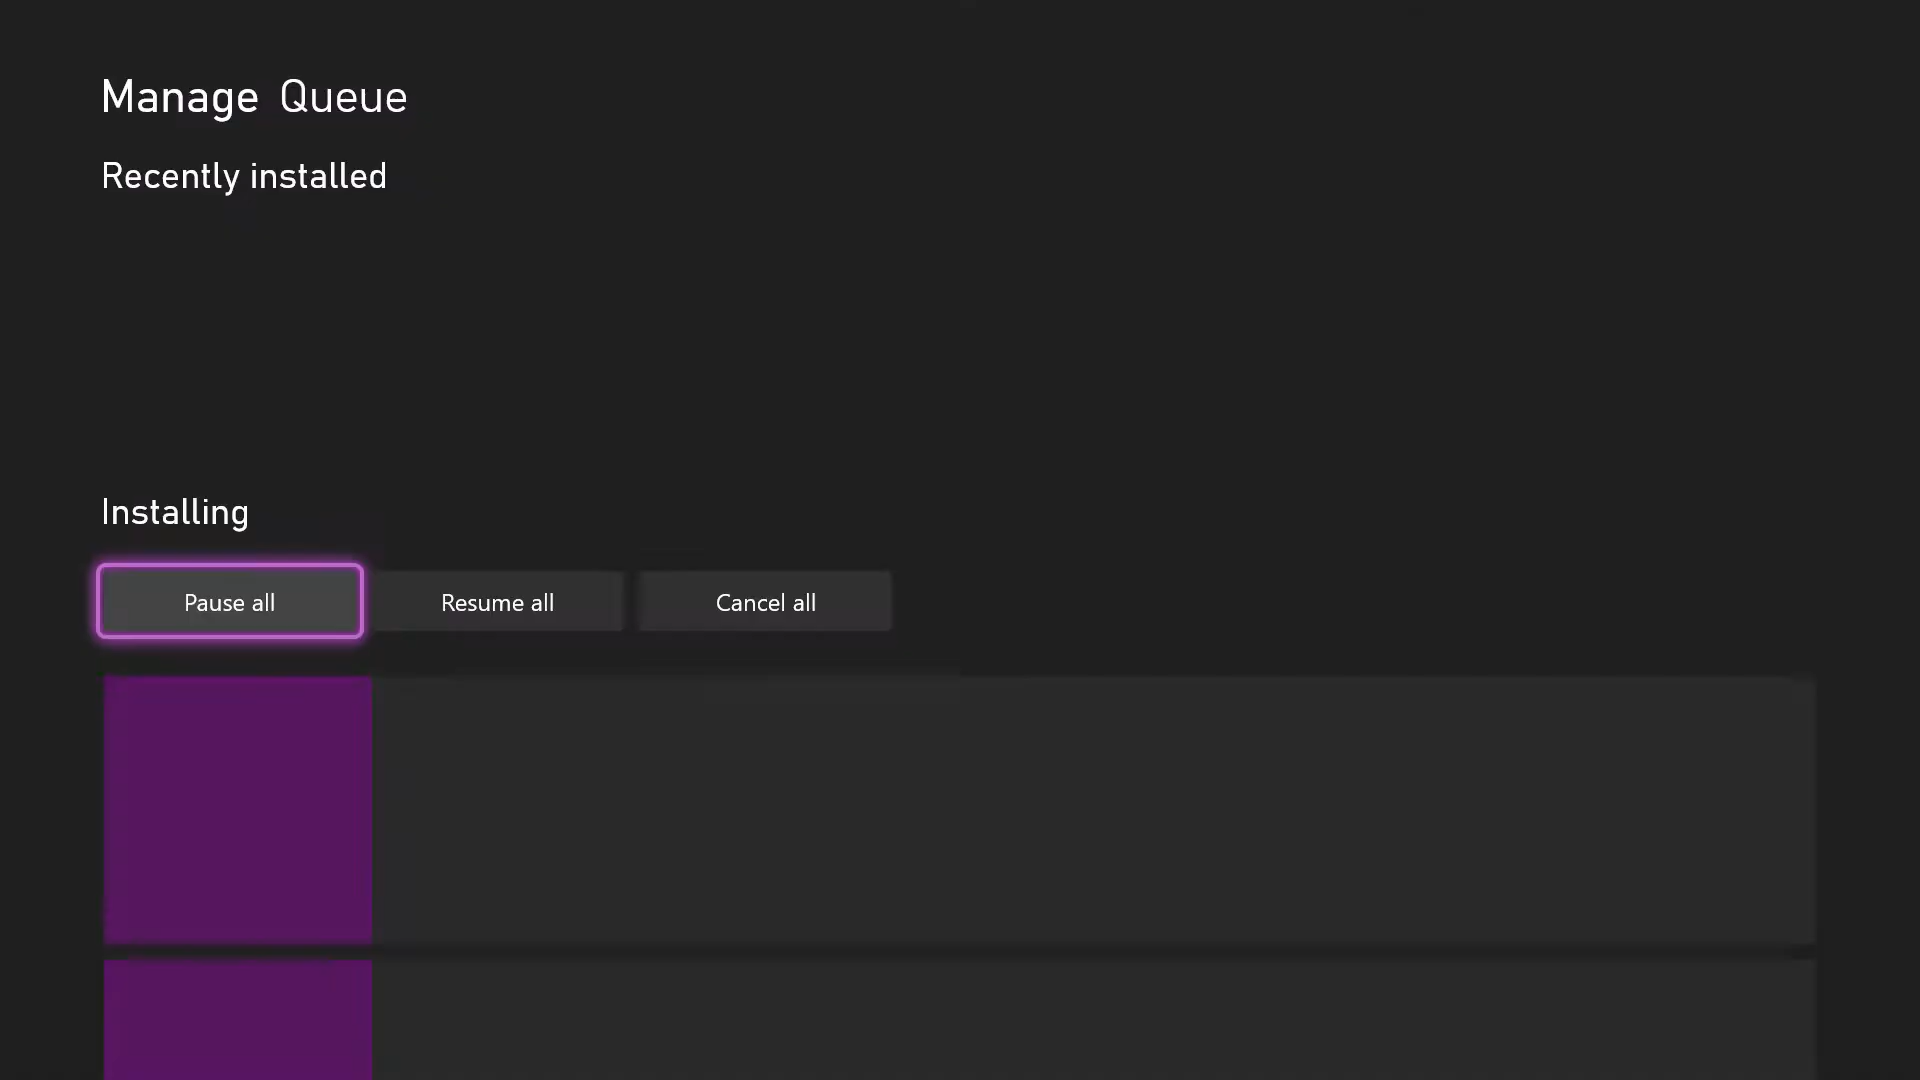 Manage Queue
Recently installed
Installing
Pause all
Resume all
Cancel all